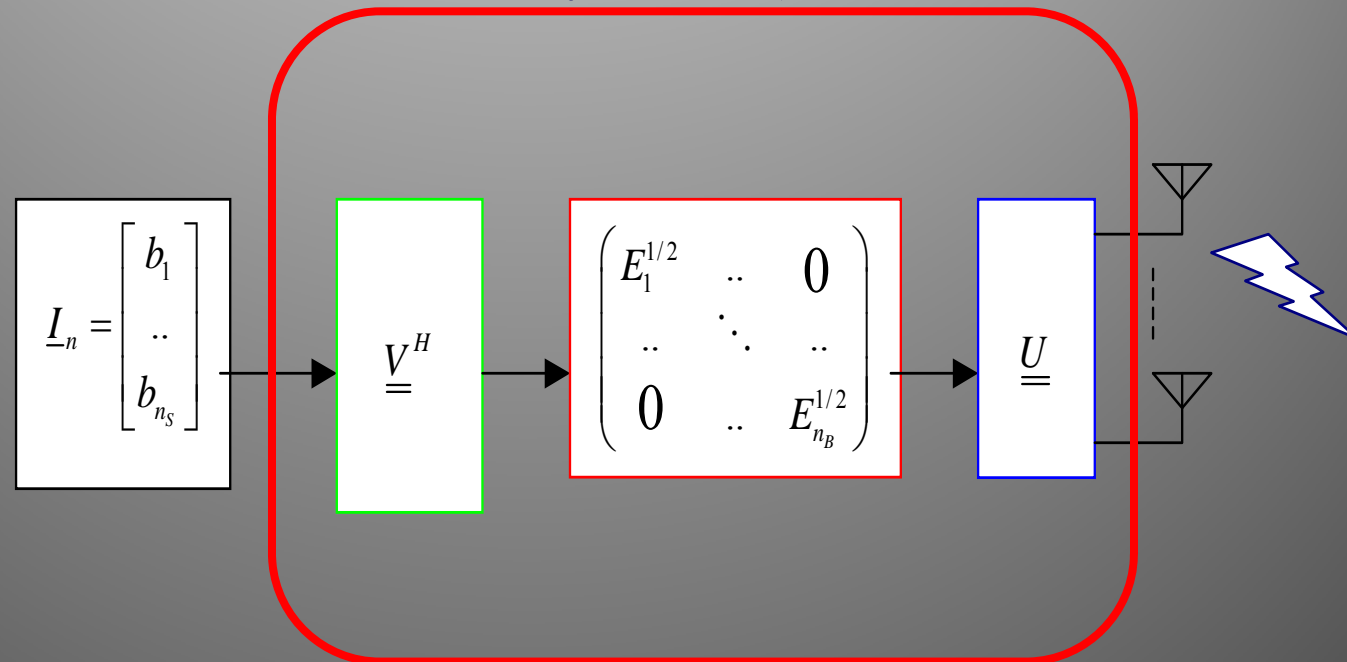 I_n = [ b_1 .. b_{n_S} ]
V^H
E_1^{1/2} .. 0
.. ⋱ ..
0 .. E_{n_B}^{1/2}
U